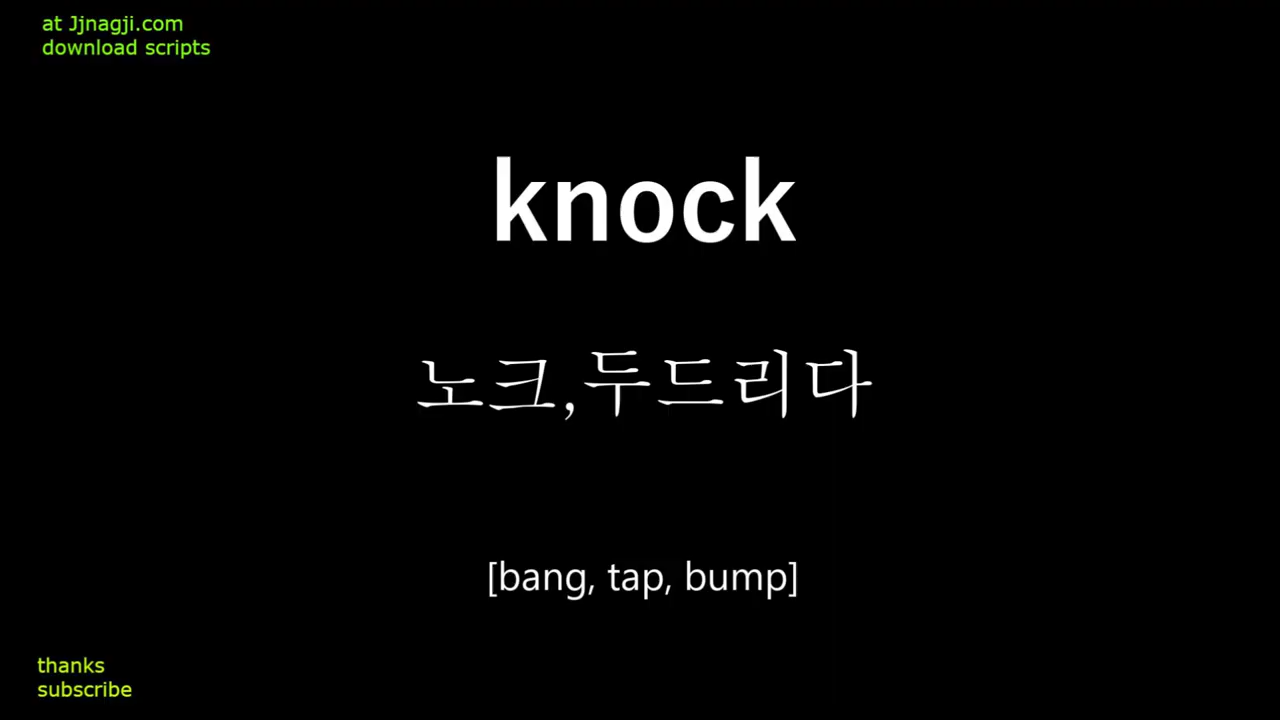 at Jjnagji.com
download scripts
knock
노크,두드리다
[bang, tap, bump]
thanks
subscribe